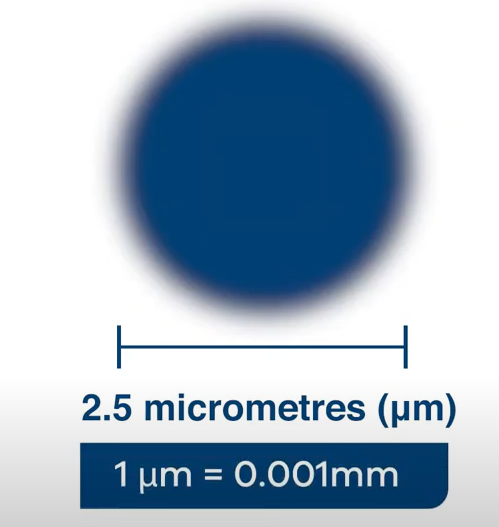 2.5 micrometres (µm)
1 µm = 0.001mm